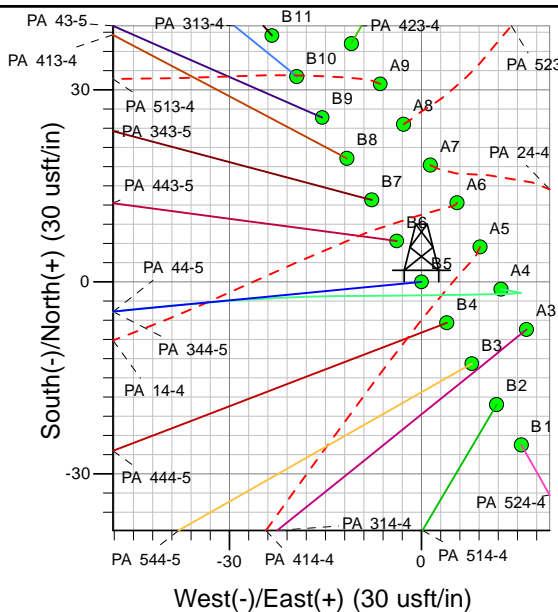 PA 43-5
PA 313-4
B11
PA 423-4
PA 413-4
B10
A9
PA 523
30
PA 513-4
B9
A8
PA 343-5
B8
A7
PA 24-4
PA 443-5
B7
A6
B6
A5
B5
A4
0
PA 44-5
B4
A3
PA 344-5
B3
PA 14-4
B2
B1
PA 444-5
-30
PA 524-4
PA 314-4
PA 544-5
-30
PA 414-4
0
PA 514-4
South(-)/North(+) (30 usft/in)
West(-)/East(+) (30 usft/in)